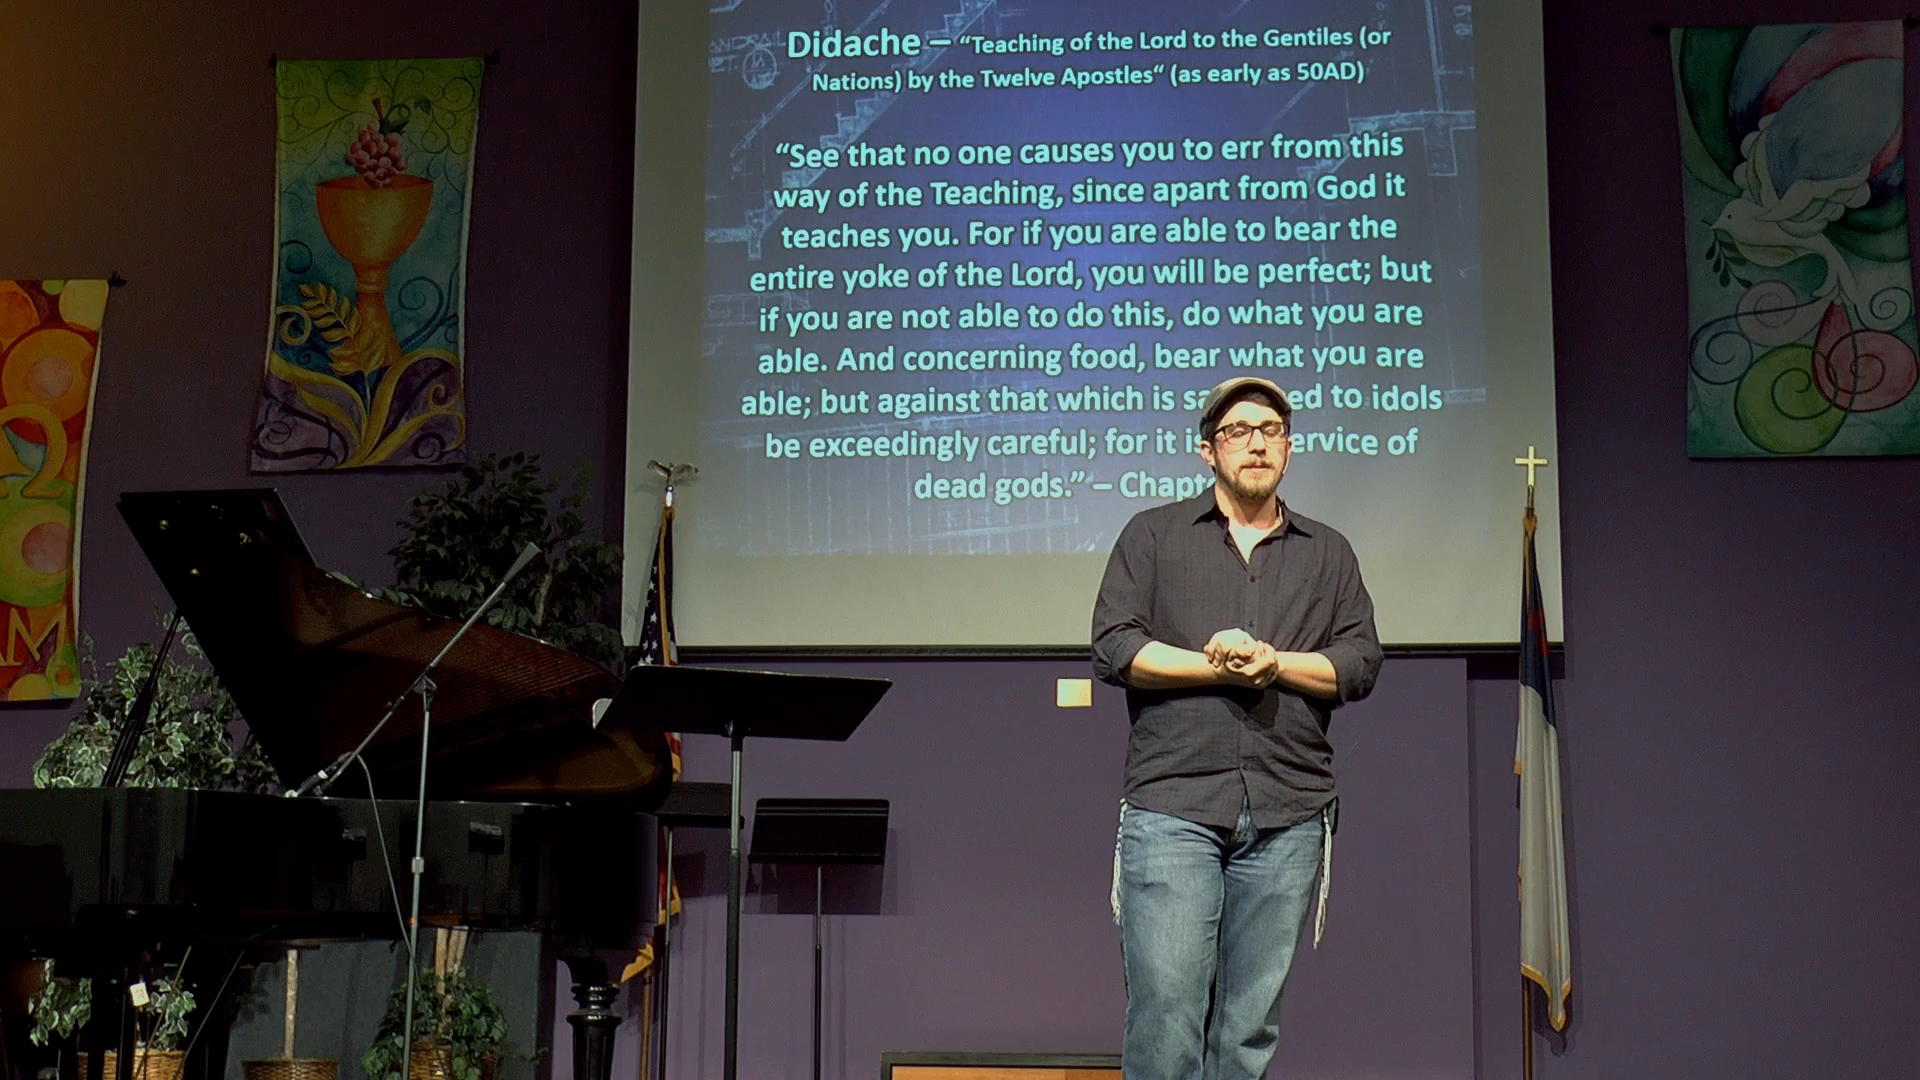 Didache – “Teaching of the Lord to the Gentiles (or
Nations) by the Twelve Apostles“ (as early as 50AD)
“See that no one causes you to err from this
way of the Teaching, since apart from God it
teaches you. For if you are able to bear the
entire yoke of the Lord, you will be perfect; but
if you are not able to do this, do what you are
able. And concerning food, bear what you are
able; but against that which is to idols
be exceedingly careful; for it is of
dead gods.” –